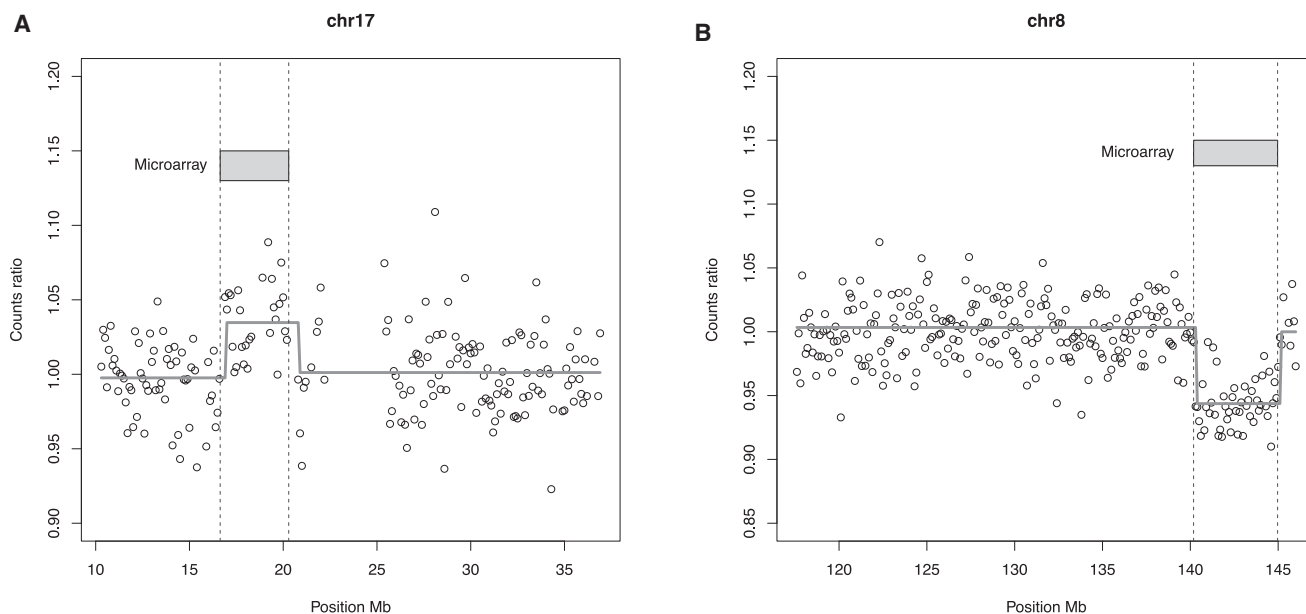 A
chr17
Counts ratio
1.20
1.15
1.10
1.05
1.00
0.95
0.90
Microarray
10
15
20
25
30
35
Position Mb
B
chr8
Counts ratio
1.20
1.15
1.10
1.05
1.00
0.95
0.90
0.85
Microarray
120
125
130
135
140
145
Position Mb